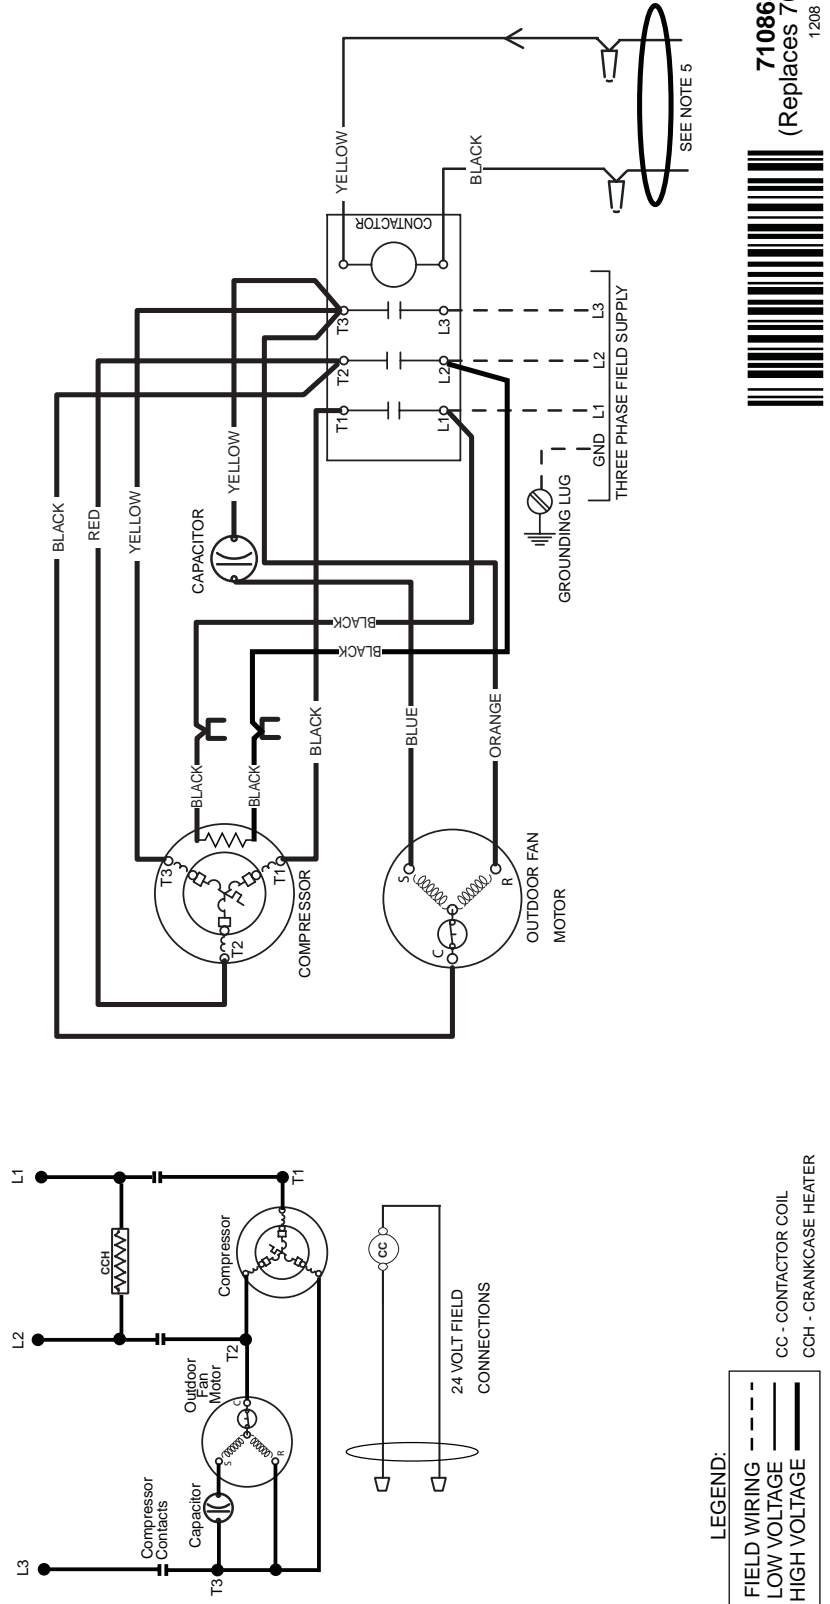 BLACK
RED
YELLOW
CAPACITOR
YELLOW
YELLOW
BLACK
CONTACTOR
T3
T2
T1
L3
L2
L1
SEE NOTE 5
L3
L2
L1
GND
THREE PHASE FIELD SUPPLY
GROUNDING LUG
BLACK
BLACK
BLACK
BLACK
BLACK
BLUE
ORANGE
T3
T1
T2
COMPRESSOR
S
R
C
OUTDOOR FAN
MOTOR
71086
(Replaces 7
1208
L1
L2
L3
CCH
T1
Compressor
T2
Outdoor
Fan
Motor
C
S
R
Capacitor
Compressor
Contacts
T3
CC
24 VOLT FIELD
CONNECTIONS
LEGEND:
FIELD WIRING
LOW VOLTAGE
HIGH VOLTAGE
CC - CONTACTOR COIL
CCH - CRANKCASE HEATER